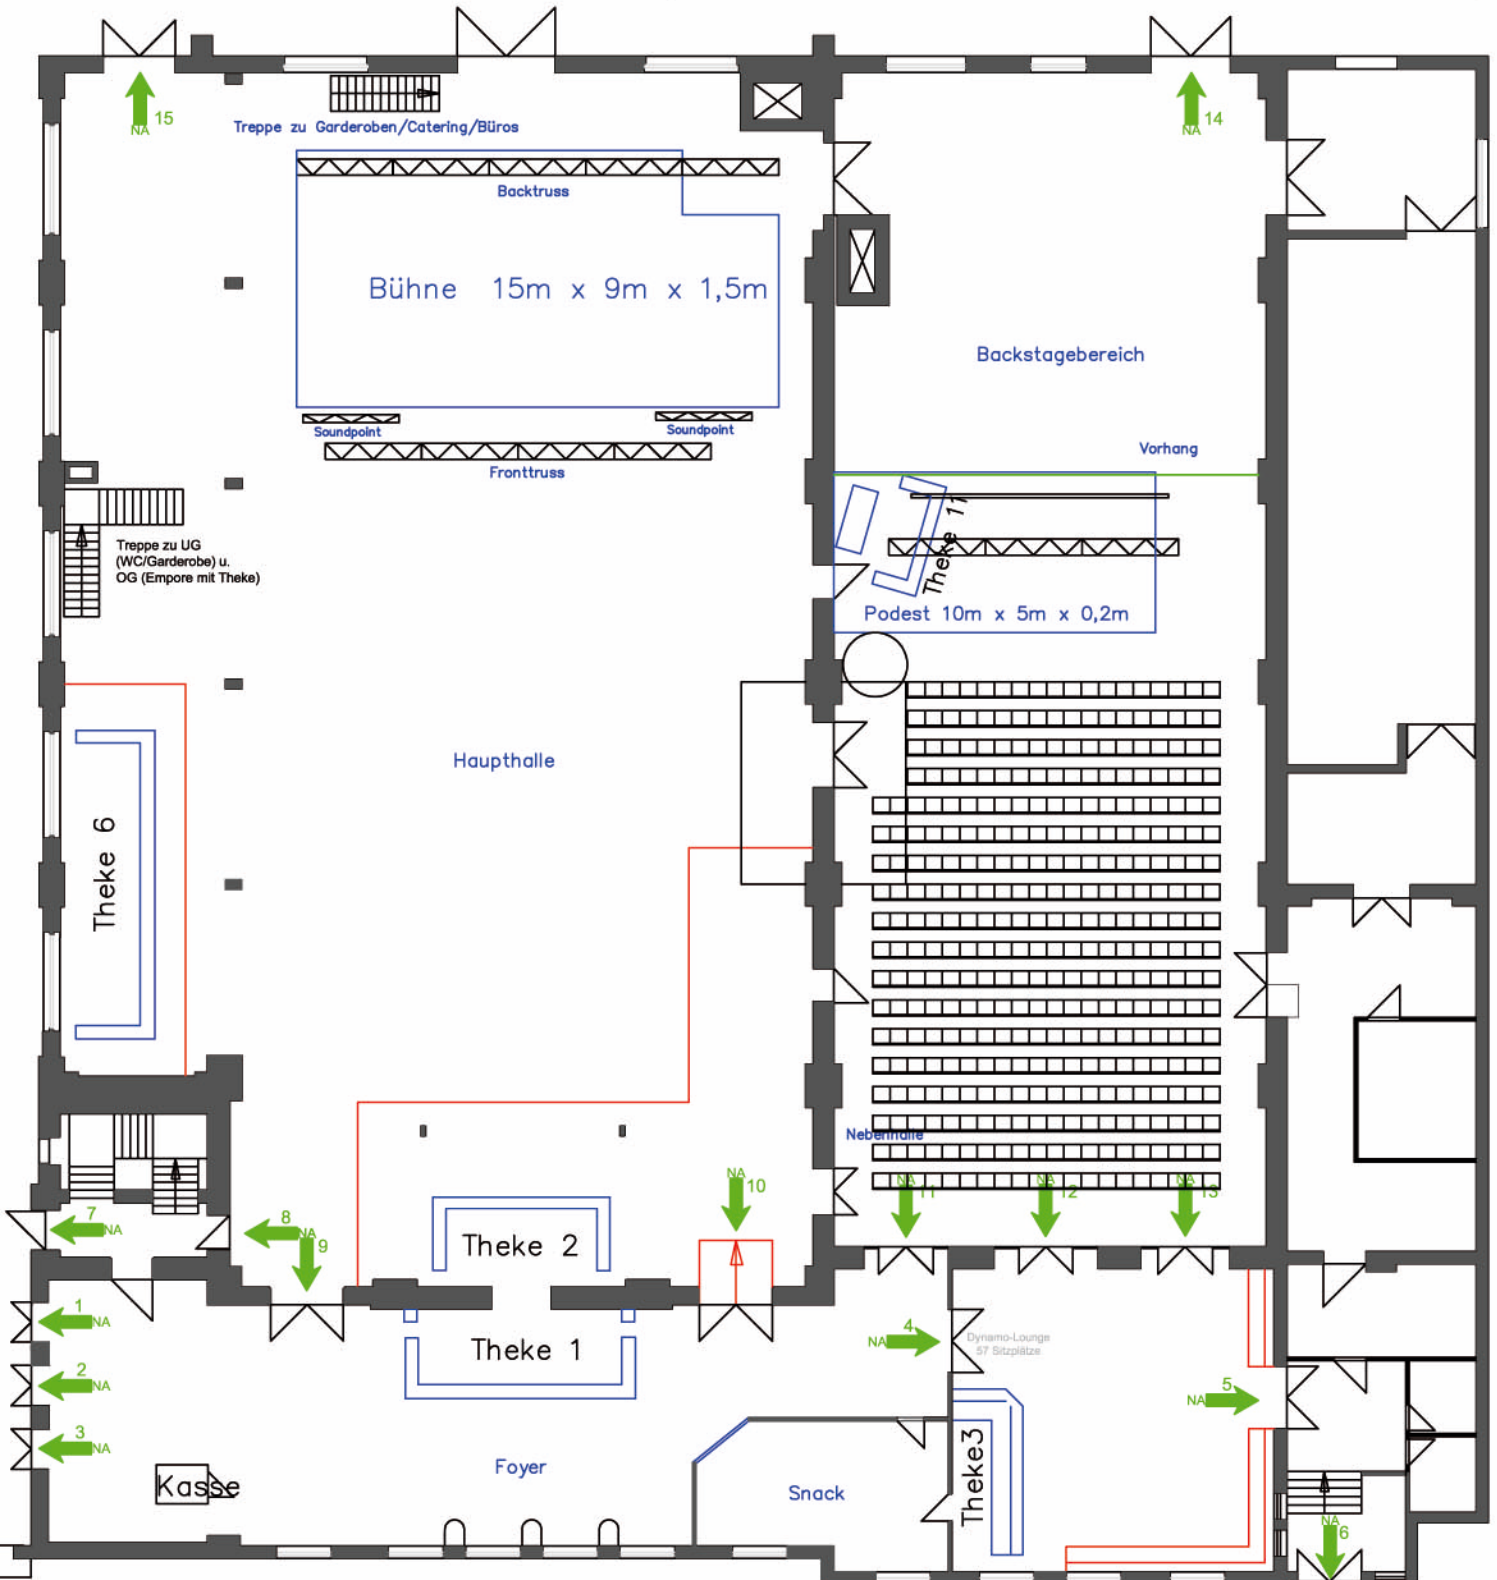 NA 15
NA 14
Treppe zu Garderoben/Catering/Büros
Backtruss
Bühne 15m x 9m x 1,5m
Backstagebereich
Soundpoint
Soundpoint
Fronttruss
Vorhang
Theke 11
Treppe zu UG
(WC/Garderobe) u.
OG (Empore mit Theke)
Podest 10m x 5m x 0,2m
Haupthalle
Theke 6
Nebenhalle
NA 10
NA 11
NA 12
NA 13
7 NA
8 NA
9
Theke 2
1 NA
2 NA
3 NA
Theke 1
NA 4
Dynamo-Lounge
57 Sitzplätze
NA 5
Theke3
Foyer
Kasse
Snack
NA 6